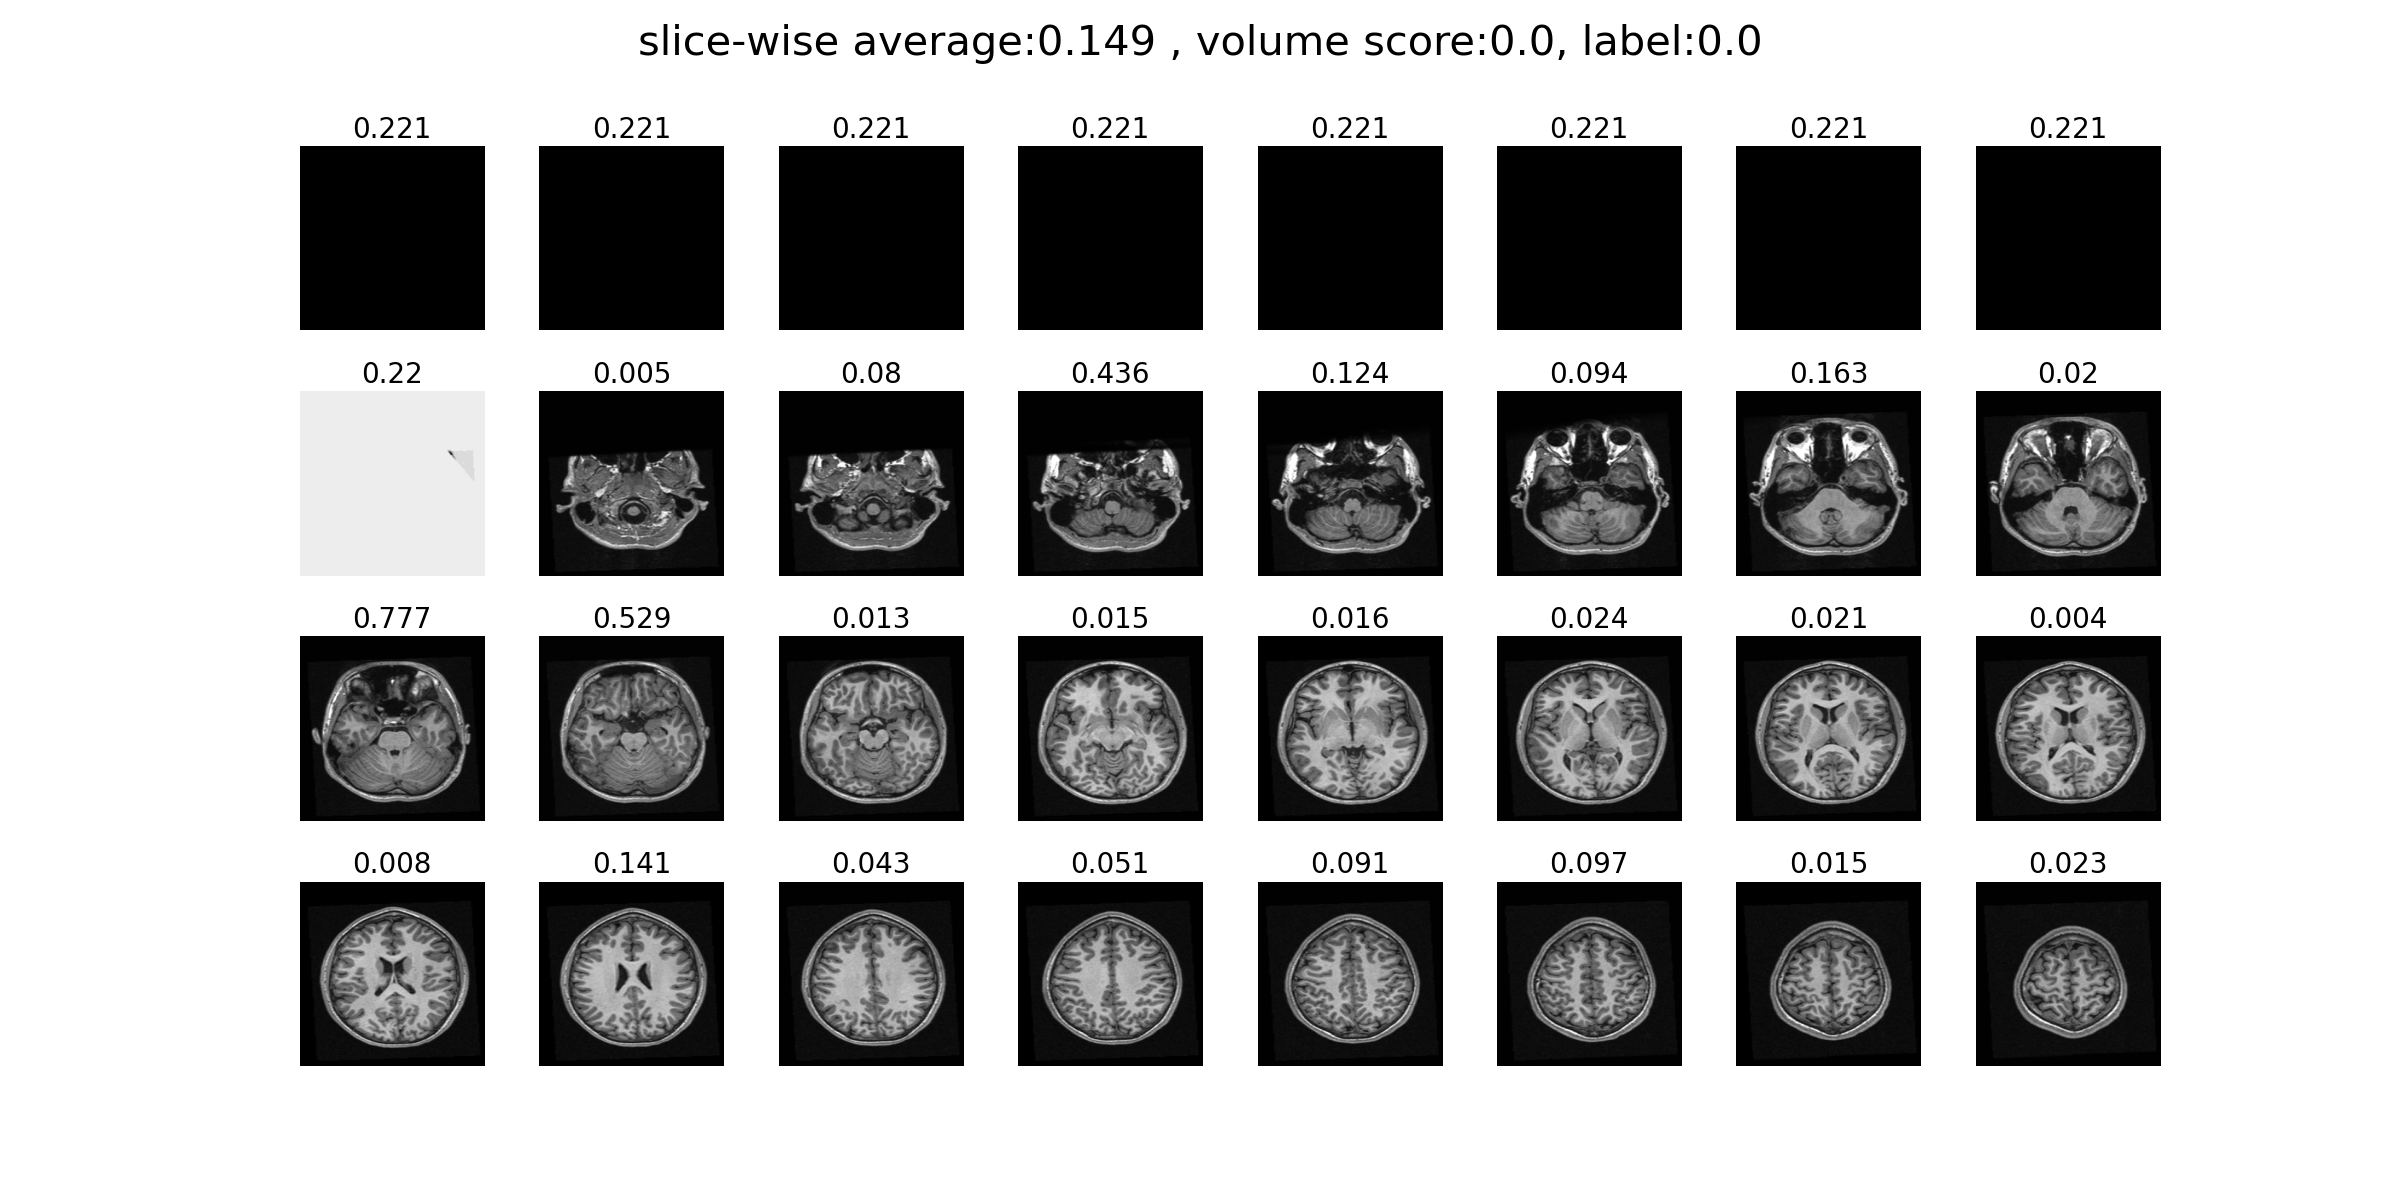 slice-wise average:0.149 , volume score:0.0, label:0.0
0.221 0.221 0.221 0.221 0.221 0.221 0.221 0.221
0.22 0.005 0.08 0.436 0.124 0.094 0.163 0.02
0.777 0.529 0.013 0.015 0.016 0.024 0.021 0.004
0.008 0.141 0.043 0.051 0.091 0.097 0.015 0.023